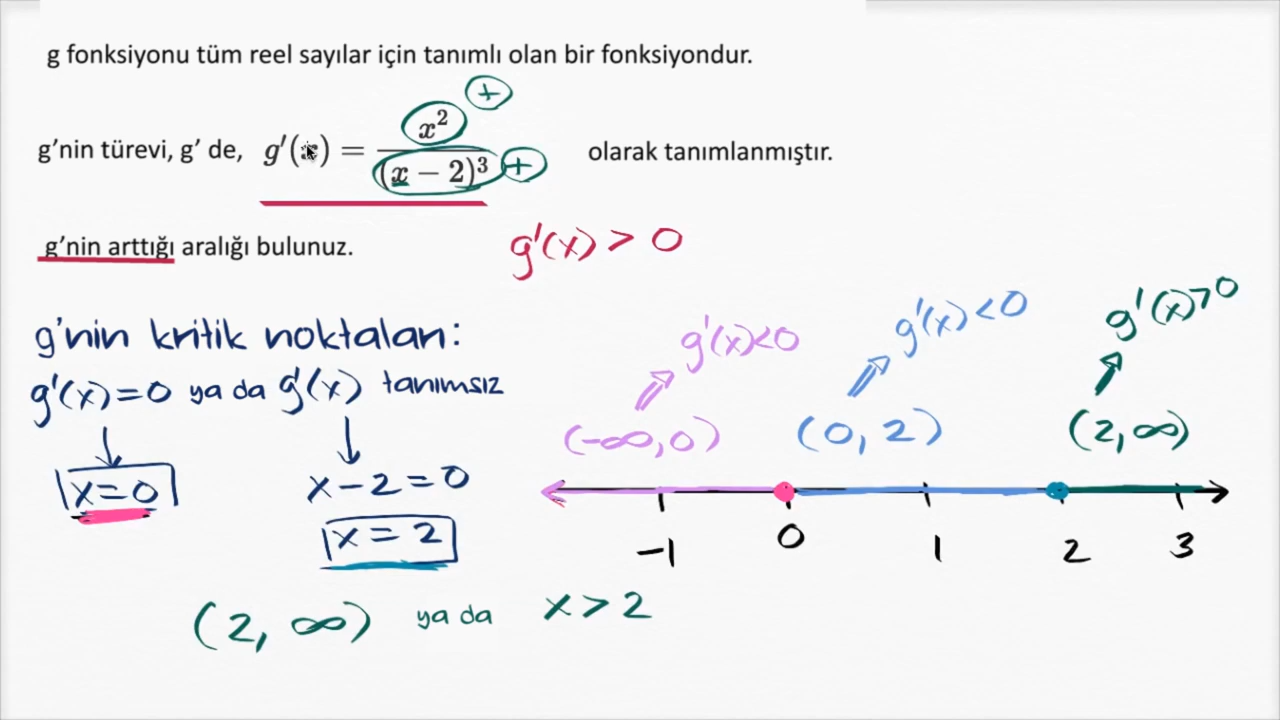 g fonksiyonu tüm reel sayılar için tanımlı olan bir fonksiyondur.
+
g'nin türevi, g' de, g'(x) = x² / (x − 2)³ + olarak tanımlanmıştır.
g'nin arttığı aralığı bulunuz.
g'(x) > 0
g'nin kritik noktaları:
g'(x)=0 ya da g'(x) tanımsız
x=0
x-2=0
x=2
g'(x)<0 g'(x)<0 g'(x)>0
(-∞,0) (0,2) (2,∞)
-1 0 1 2 3
(2, ∞) ya da x>2